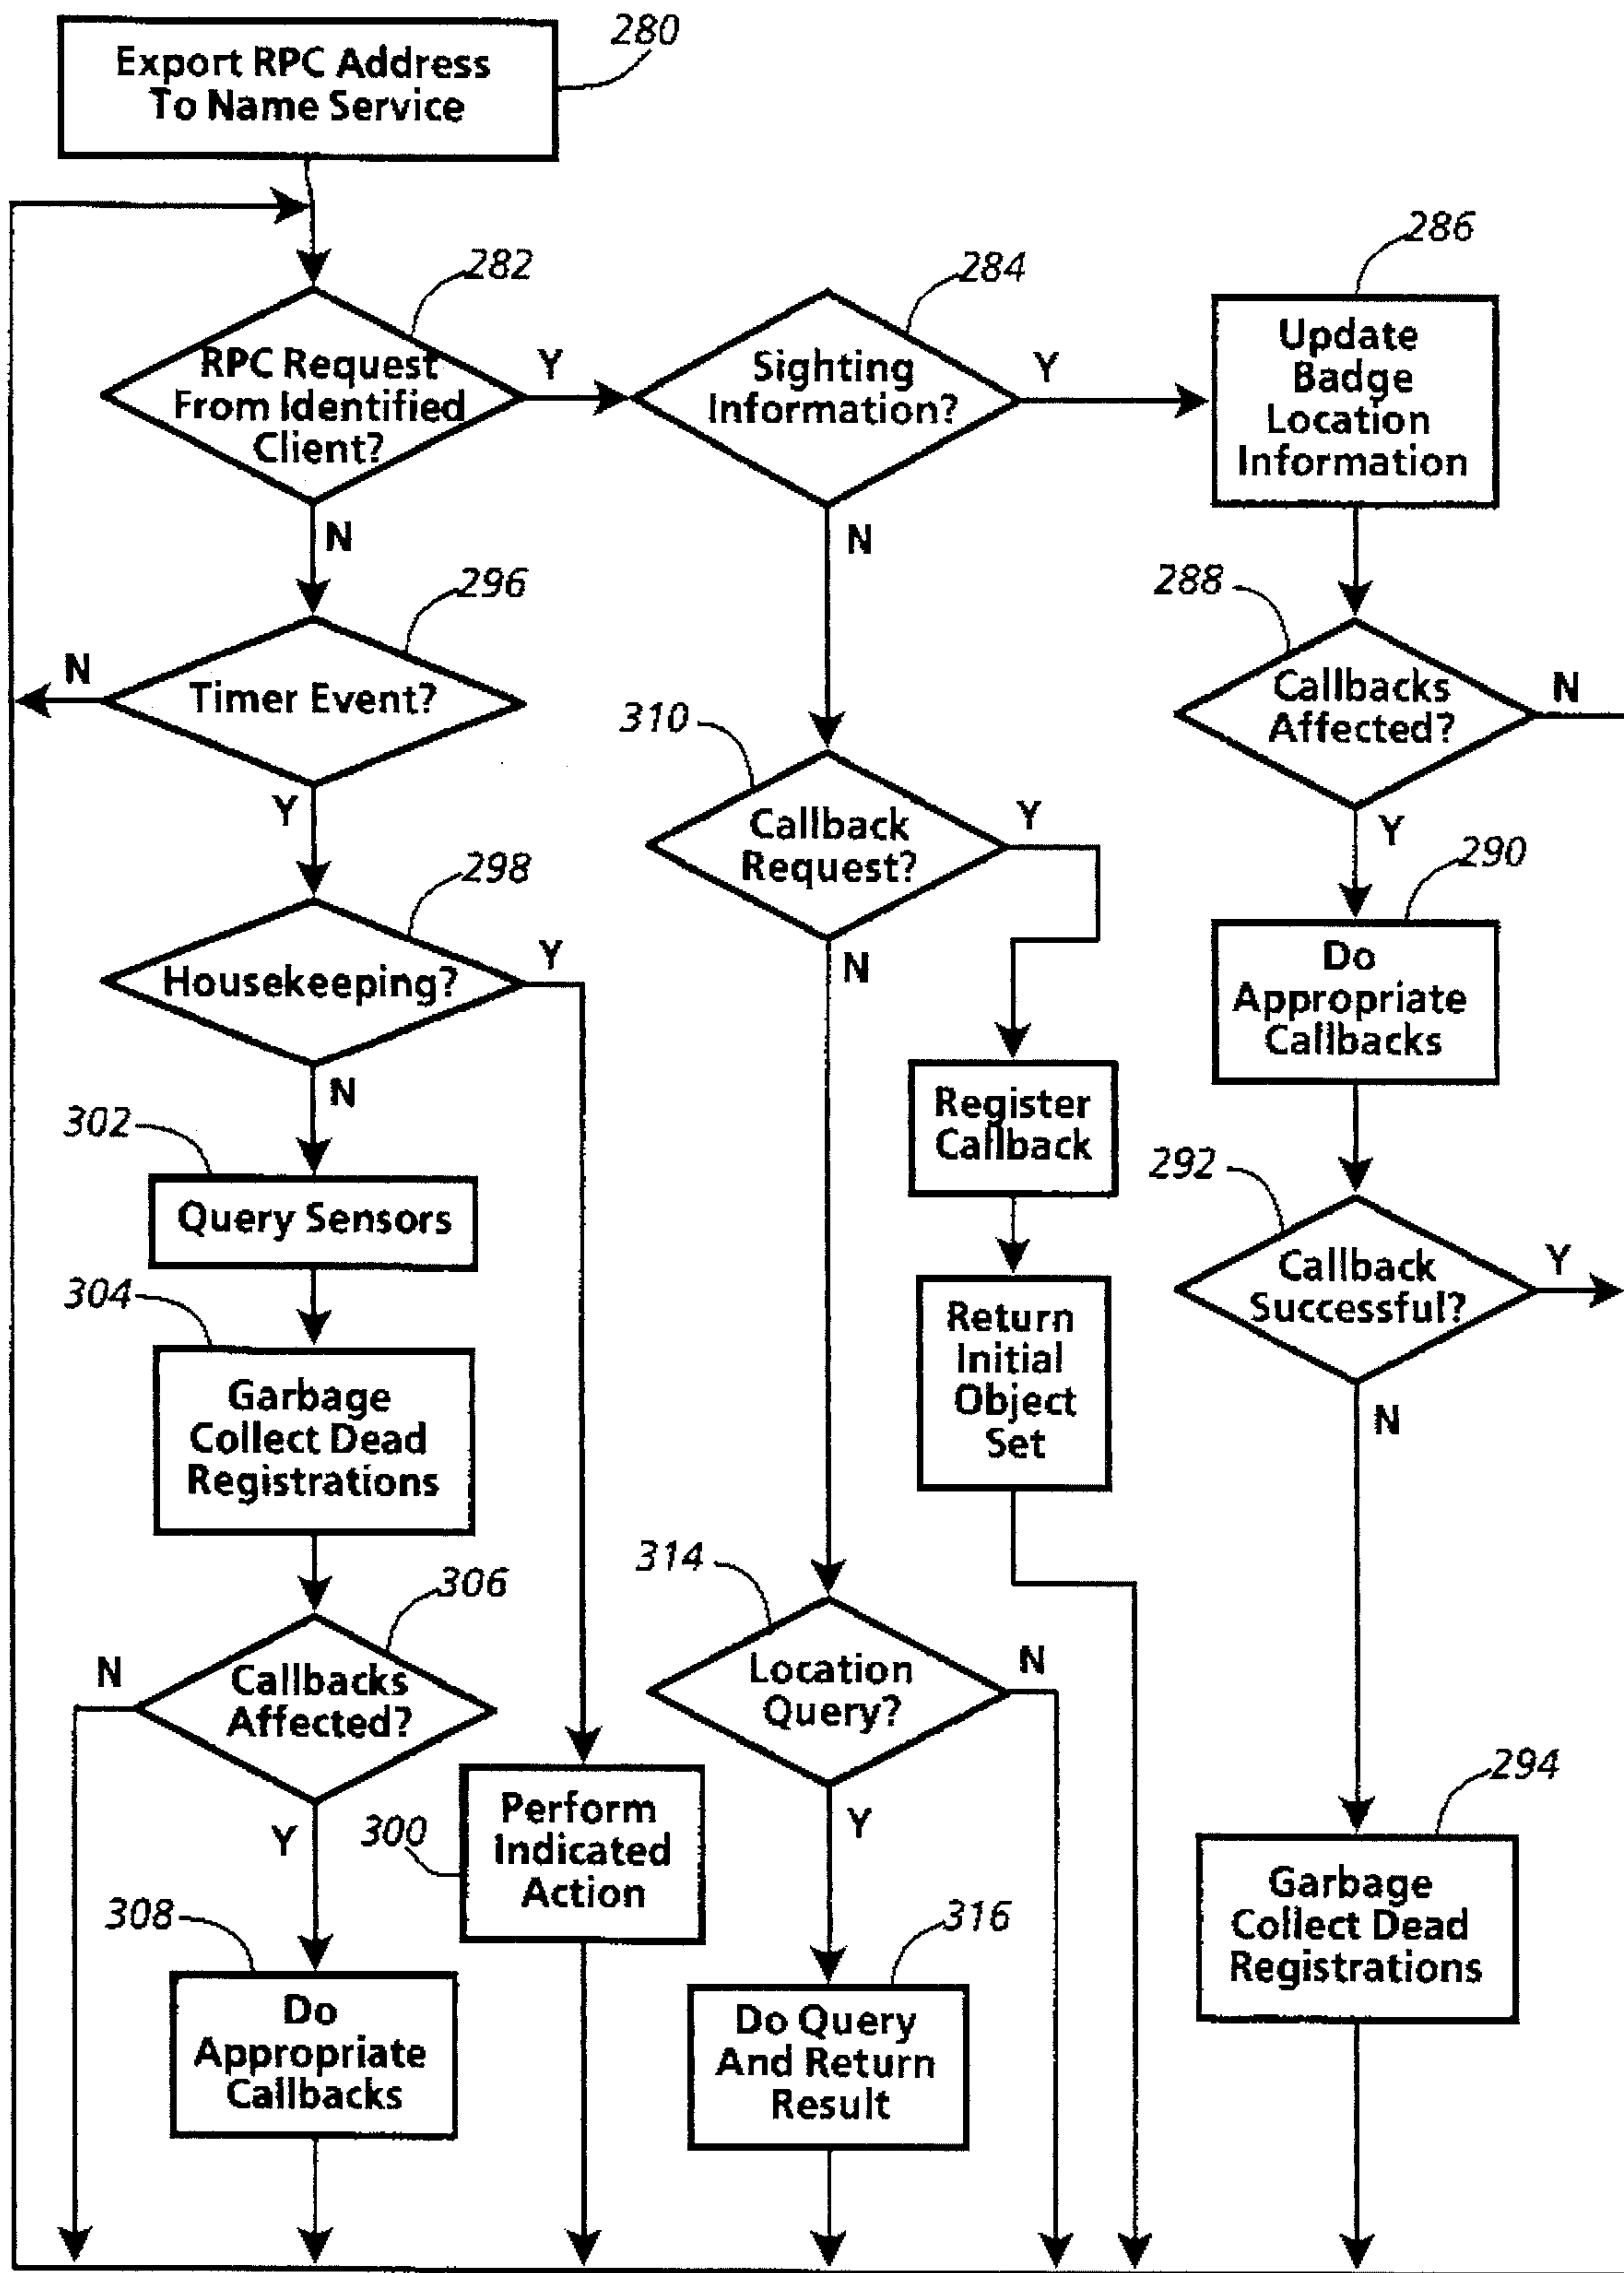 280
Export RPC Address
To Name Service
282
RPC Request
From Identified
Client?
Y
N
284
Sighting
Information?
Y
N
286
Update
Badge
Location
Information
288
Callbacks
Affected?
N
Y
290
Do
Appropriate
Callbacks
292
Callback
Successful?
Y
N
294
Garbage
Collect Dead
Registrations
296
Timer Event?
N
Y
298
Housekeeping?
Y
N
300
Perform
Indicated
Action
302
Query Sensors
304
Garbage
Collect Dead
Registrations
306
Callbacks
Affected?
N
Y
308
Do
Appropriate
Callbacks
310
Callback
Request?
Y
N
Register
Callback
Return
Initial
Object
Set
314
Location
Query?
N
Y
316
Do Query
And Return
Result